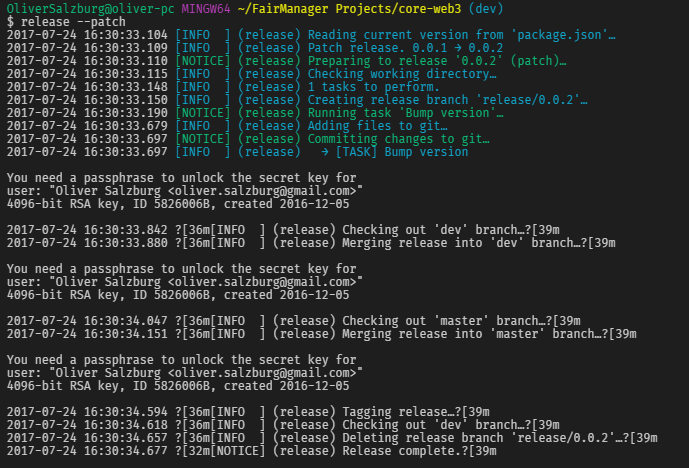 OliverSalzburg@oliver-pc MINGW64 ~/FairManager Projects/core-web3 (dev)
$ release --patch
2017-07-24 16:30:33.104 [INFO  ] (release) Reading current version from 'package.json'…
2017-07-24 16:30:33.109 [INFO  ] (release) Patch release. 0.0.1 → 0.0.2
2017-07-24 16:30:33.110 [NOTICE] (release) Preparing to release '0.0.2' (patch)…
2017-07-24 16:30:33.115 [INFO  ] (release) Checking working directory…
2017-07-24 16:30:33.148 [INFO  ] (release) 1 tasks to perform.
2017-07-24 16:30:33.150 [INFO  ] (release) Creating release branch 'release/0.0.2'…
2017-07-24 16:30:33.190 [NOTICE] (release) Running task 'Bump version'…
2017-07-24 16:30:33.679 [INFO  ] (release) Adding files to git…
2017-07-24 16:30:33.697 [NOTICE] (release) Committing changes to git…
2017-07-24 16:30:33.697 [INFO  ] (release)   → [TASK] Bump version
You need a passphrase to unlock the secret key for
user: "Oliver Salzburg <oliver.salzburg@gmail.com>"
4096-bit RSA key, ID 5826006B, created 2016-12-05
2017-07-24 16:30:33.842 ?[36m[INFO  ] (release) Checking out 'dev' branch…?[39m
2017-07-24 16:30:33.880 ?[36m[INFO  ] (release) Merging release into 'dev' branch…?[39m
You need a passphrase to unlock the secret key for
user: "Oliver Salzburg <oliver.salzburg@gmail.com>"
4096-bit RSA key, ID 5826006B, created 2016-12-05
2017-07-24 16:30:34.047 ?[36m[INFO  ] (release) Checking out 'master' branch…?[39m
2017-07-24 16:30:34.151 ?[36m[INFO  ] (release) Merging release into 'master' branch…?[39m
You need a passphrase to unlock the secret key for
user: "Oliver Salzburg <oliver.salzburg@gmail.com>"
4096-bit RSA key, ID 5826006B, created 2016-12-05
2017-07-24 16:30:34.594 ?[36m[INFO  ] (release) Tagging release…?[39m
2017-07-24 16:30:34.618 ?[36m[INFO  ] (release) Checking out 'dev' branch…?[39m
2017-07-24 16:30:34.657 ?[36m[INFO  ] (release) Deleting release branch 'release/0.0.2'…?[39m
2017-07-24 16:30:34.677 ?[32m[NOTICE] (release) Release complete.?[39m